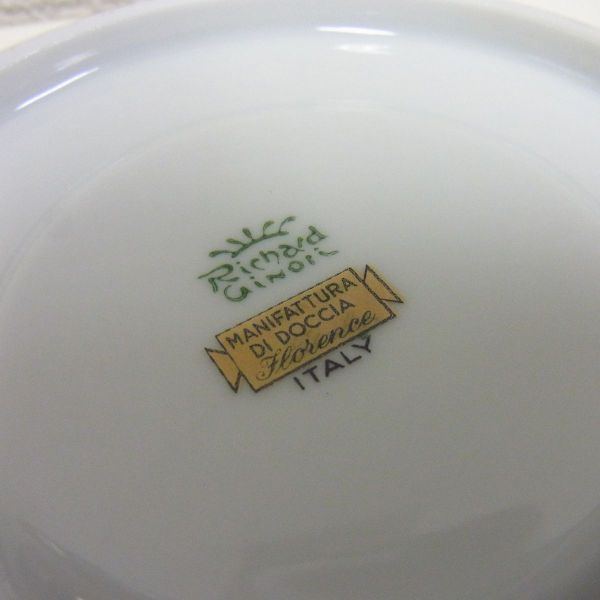 Richard
Ginori
MANIFATTURA
DI DOCCIA
Florence
ITALY